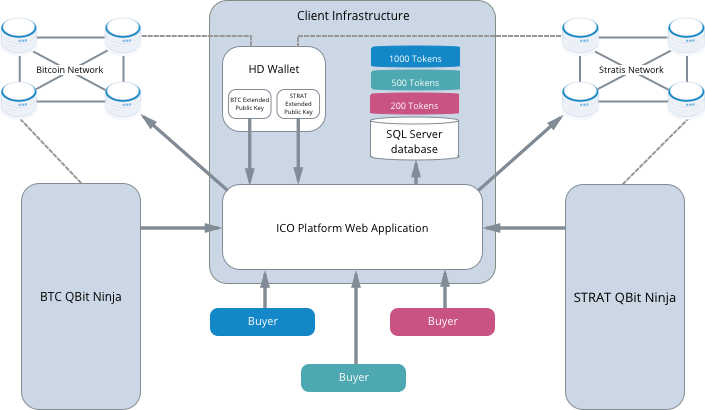 Client Infrastructure
Bitcoin Network
HD Wallet
BTC Extended
Public Key
STRAT
Extended
Public Key
1000 Tokens
500 Tokens
200 Tokens
SQL Server
database
Stratis Network
ICO Platform Web Application
BTC QBit Ninja
STRAT QBit Ninja
Buyer
Buyer
Buyer